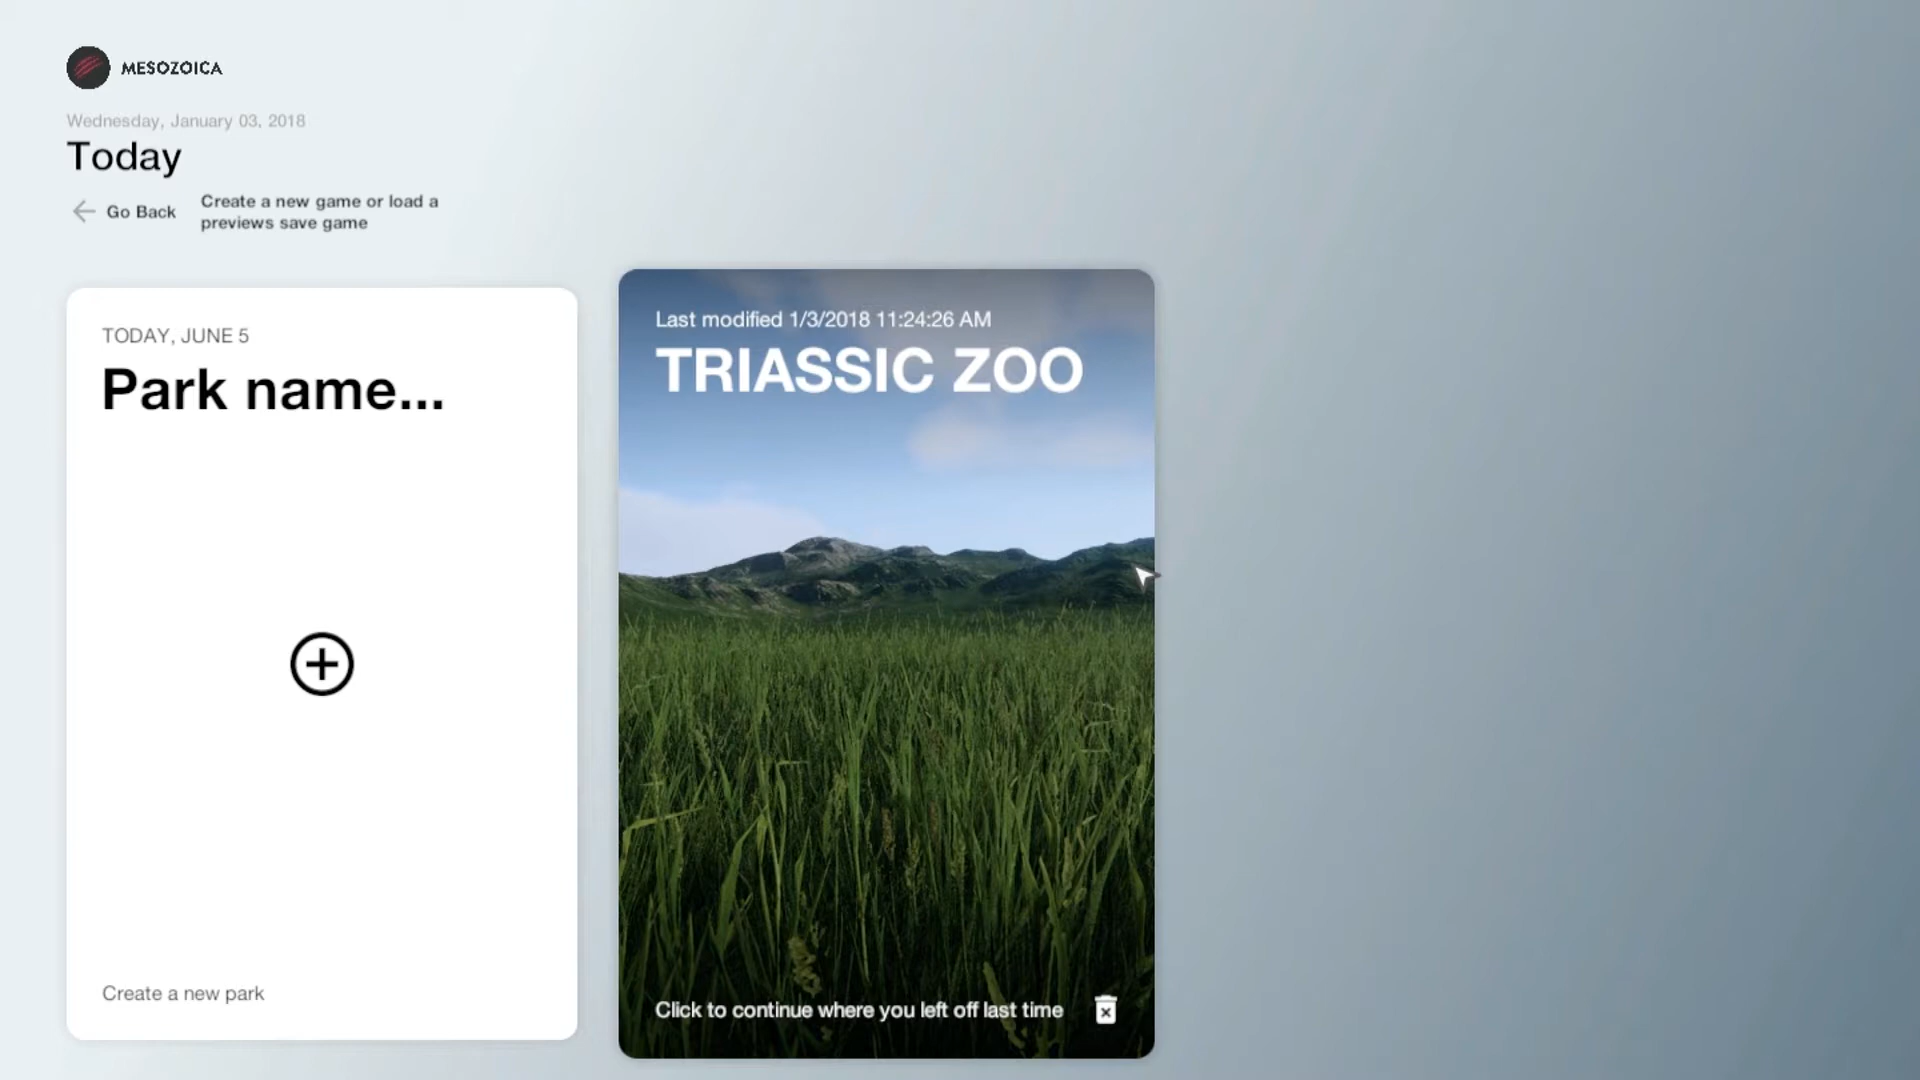 MESOZOICA
Wednesday, January 03, 2018
Today
Go Back
Create a new game or load a
previews save game
TODAY, JUNE 5
Park name...
Create a new park
Last modified 1/3/2018 11:24:26 AM
TRIASSIC ZOO
Click to continue where you left off last time